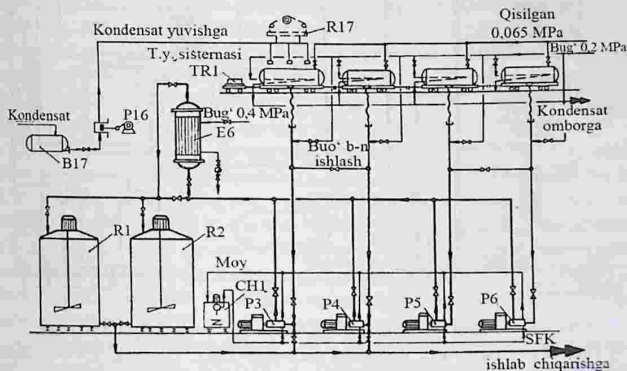 Kondensat yuvishga
R17
Qisilgan
0,065 MPa
Bug‘ 0,2 MPa
T.y. sisternasi
TR1
Kondensat
P16
B17
Bug‘ 0,4 MPa
E6
Kondensat
omborga
Buo‘ b-n
ishlash
R1
R2
Moy
CH1
P3
P4
P5
P6
SFK
ishlab chiqarishga